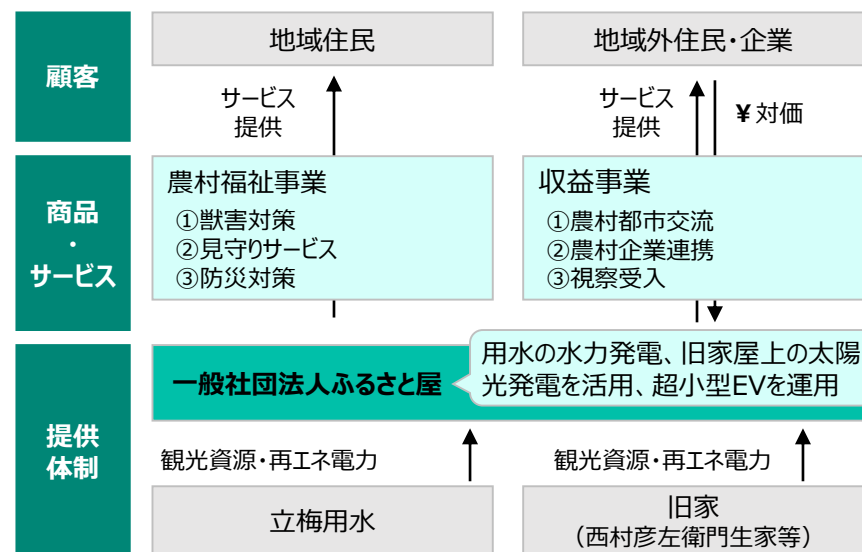 顧客
地域住民
地域外住民・企業
サービス
提供
サービス
提供
¥ 対価
商品
・
サービス
農村福祉事業
①獣害対策
②見守りサービス
③防災対策
収益事業
①農村都市交流
②農村企業連携
③視察受入
提供
体制
一般社団法人ふるさと屋
用水の水力発電、旧家屋上の太陽
光発電を活用、超小型EVを運用
観光資源・再エネ電力
観光資源・再エネ電力
立梅用水
旧家
（西村彦左衛門生家等）